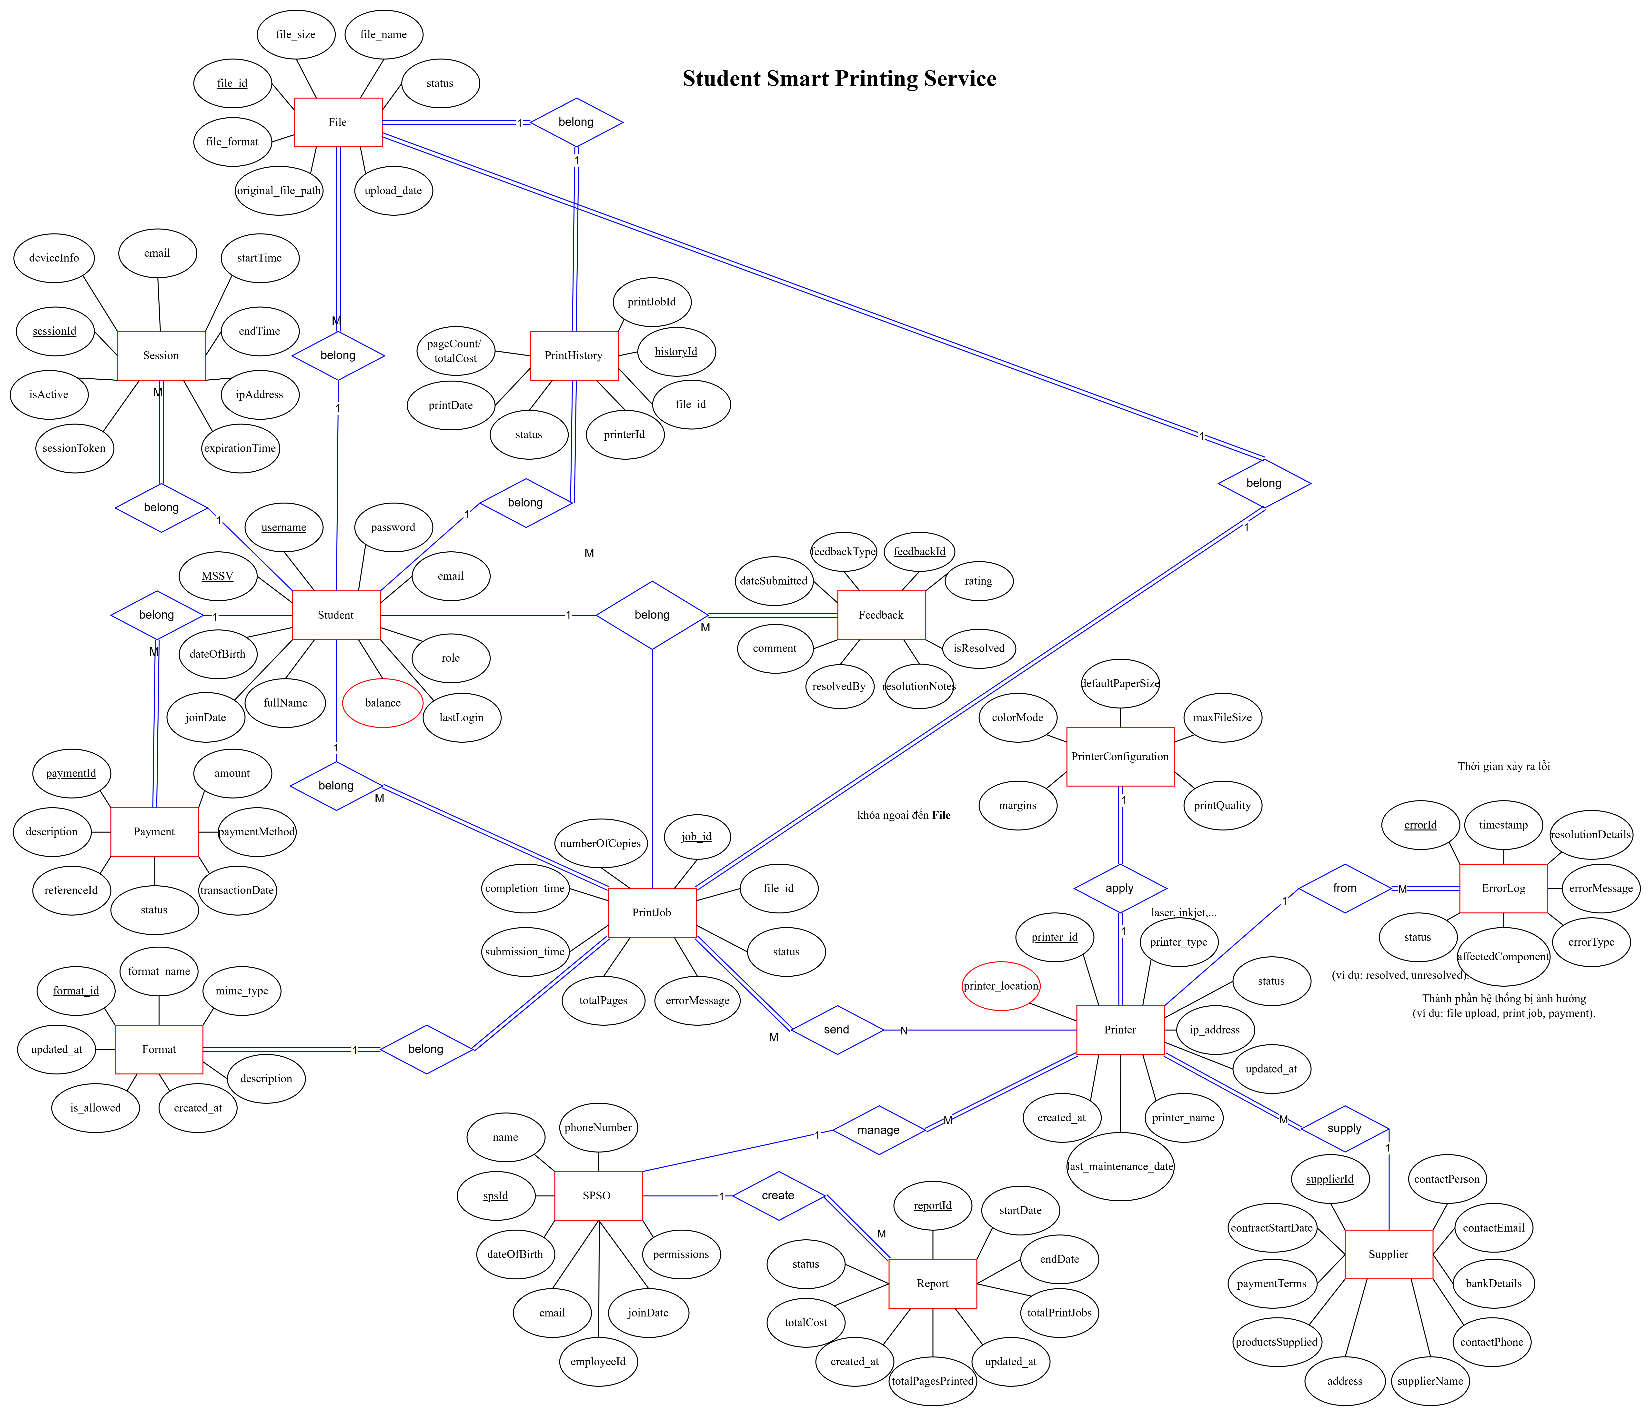 Student Smart Printing Service
file_size
file_name
file_id
status
File
1
belong
file_format
1
original_file_path
upload_date
deviceInfo
email
startTime
printJobId
sessionId
endTime
M
Session
belong
pageCount/
totalCost
PrintHistory
historyId
isActive
M
ipAddress
1
printDate
file_id
sessionToken
expirationTime
status
printerId
1
belong
belong
1
1
belong
username
password
1
M
MSSV
email
dateSubmitted
feedbackType
feedbackId
rating
belong
1
Student
1
belong
M
Feedback
M
dateOfBirth
role
comment
isResolved
joinDate
fullName
balance
lastLogin
resolvedBy
resolutionNotes
defaultPaperSize
colorMode
maxFileSize
1
PrinterConfiguration
Thời gian xảy ra lỗi
paymentId
amount
belong
M
margins
1
printQuality
description
Payment
paymentMethod
numberOfCopies
job_id
khóa ngoại đến File
errorId
timestamp
resolutionDetails
referenceId
transactionDate
completion_time
file_id
apply
1
from
M
ErrorLog
errorMessage
status
PrintJob
laser, inkjet,...
1
printer_id
printer_type
status
errorType
submission_time
status
affectedComponent
format_name
(ví dụ: resolved, unresolved).
format_id
mime_type
totalPages
errorMessage
printer_location
status
Thành phần hệ thống bị ảnh hưởng
(ví dụ: file upload, print job, payment).
updated_at
Format
1
belong
M
send
N
Printer
ip_address
description
updated_at
is_allowed
created_at
created_at
printer_name
name
phoneNumber
1
manage
M
M
supply
1
last_maintenance_date
spsId
SPSO
1
create
reportId
startDate
supplierId
contactPerson
contractStartDate
contactEmail
dateOfBirth
permissions
M
status
endDate
Supplier
email
joinDate
Report
paymentTerms
bankDetails
totalCost
totalPrintJobs
productsSupplied
contactPhone
employeeId
created_at
totalPagesPrinted
updated_at
address
supplierName